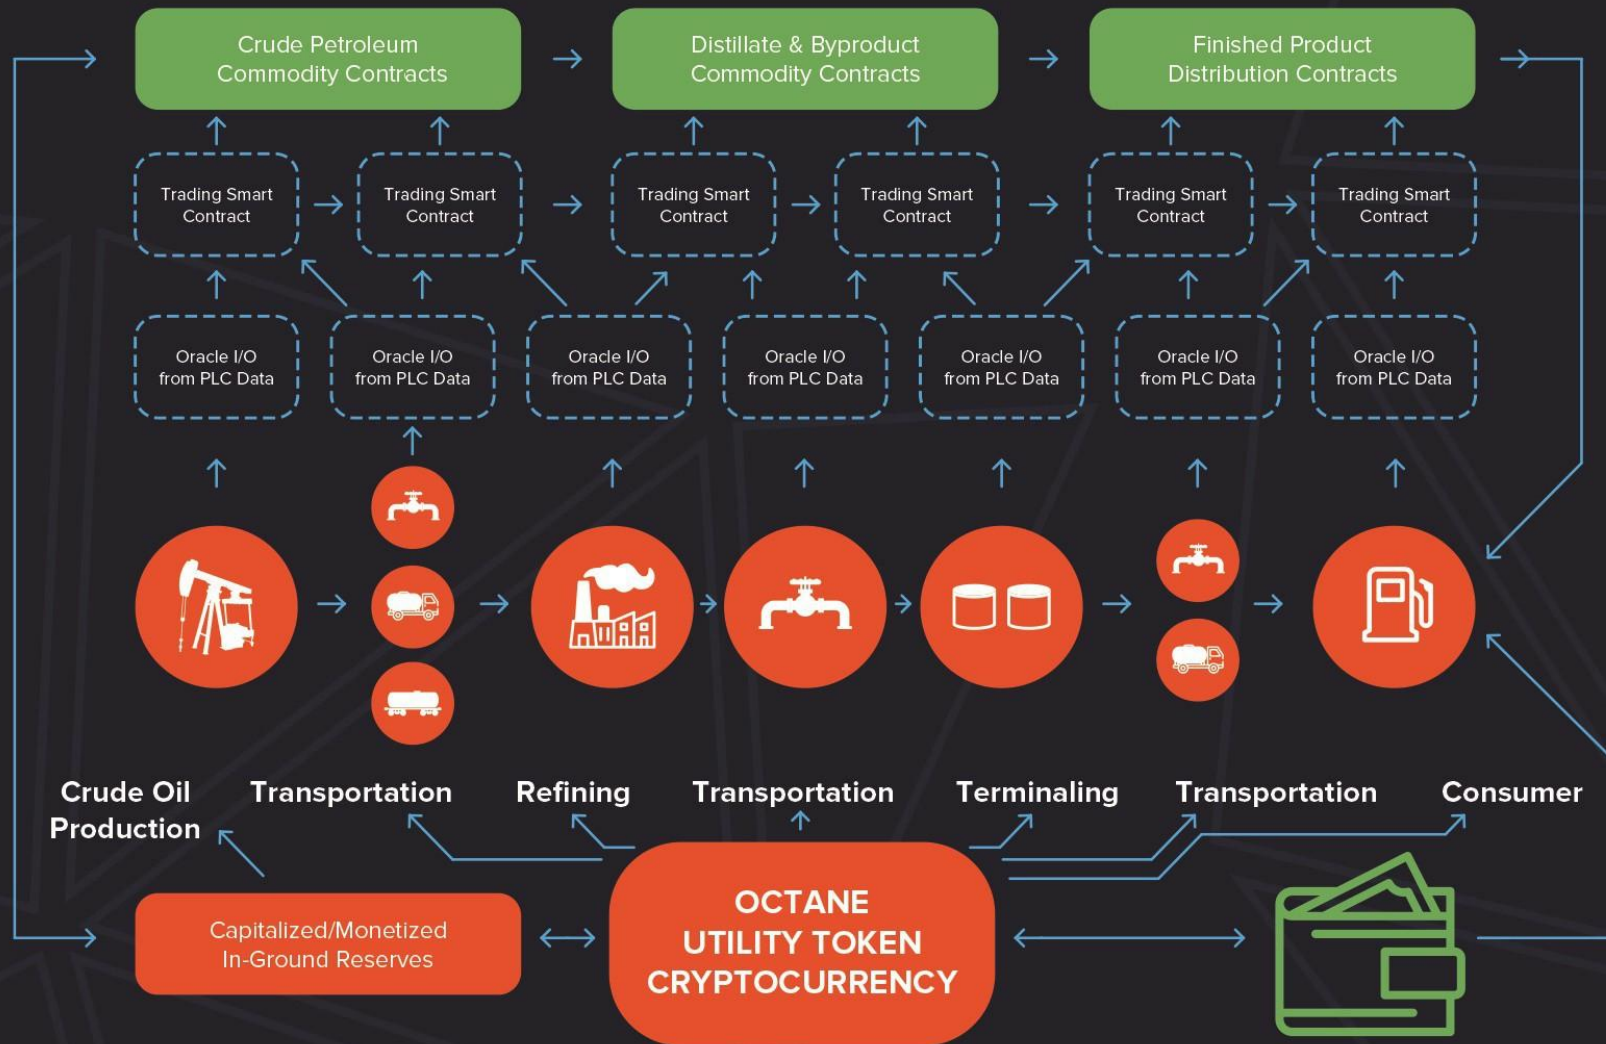 Crude Petroleum
Commodity Contracts
Distillate & Byproduct
Commodity Contracts
Finished Product
Distribution Contracts
Trading Smart
Contract
Trading Smart
Contract
Trading Smart
Contract
Trading Smart
Contract
Trading Smart
Contract
Trading Smart
Contract
Oracle I/O
from PLC Data
Oracle I/O
from PLC Data
Oracle I/O
from PLC Data
Oracle I/O
from PLC Data
Oracle I/O
from PLC Data
Oracle I/O
from PLC Data
Oracle I/O
from PLC Data
Crude Oil
Production
Transportation
Refining
Transportation
Terminaling
Transportation
Consumer
Capitalized/Monetized
In-Ground Reserves
OCTANE
UTILITY TOKEN
CRYPTOCURRENCY